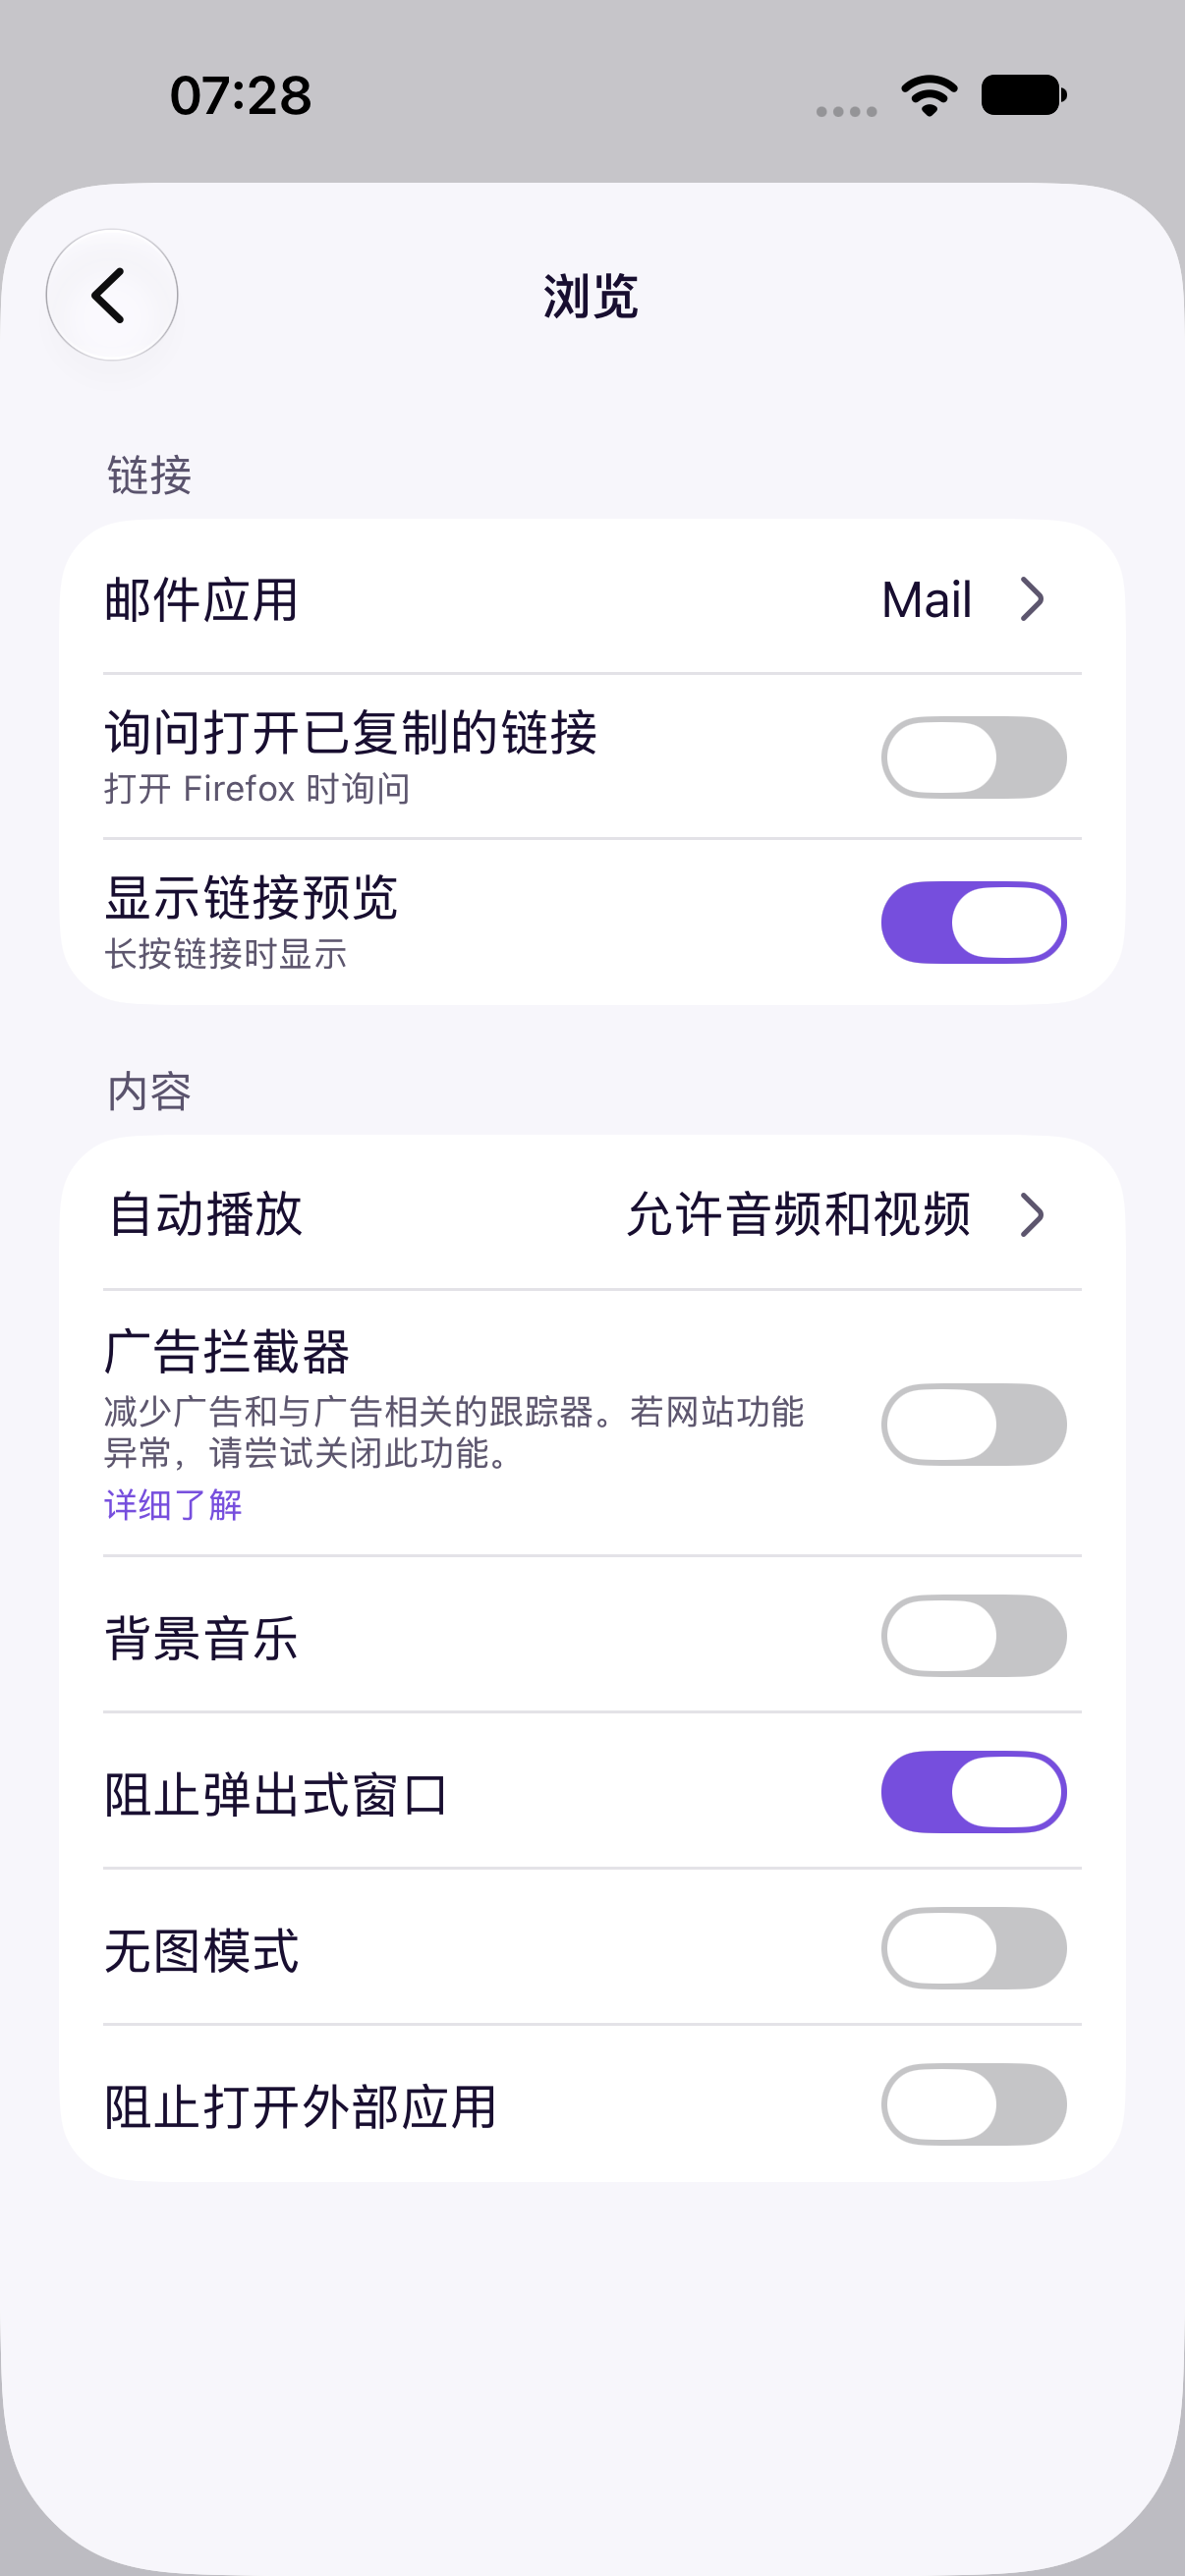 07:28
浏览
链接
邮件应用 Mail
询问打开已复制的链接
打开 Firefox 时询问
显示链接预览
长按链接时显示
内容
自动播放 允许音频和视频
广告拦截器
减少广告和与广告相关的跟踪器。若网站功能
异常，请尝试关闭此功能。
详细了解
背景音乐
阻止弹出式窗口
无图模式
阻止打开外部应用